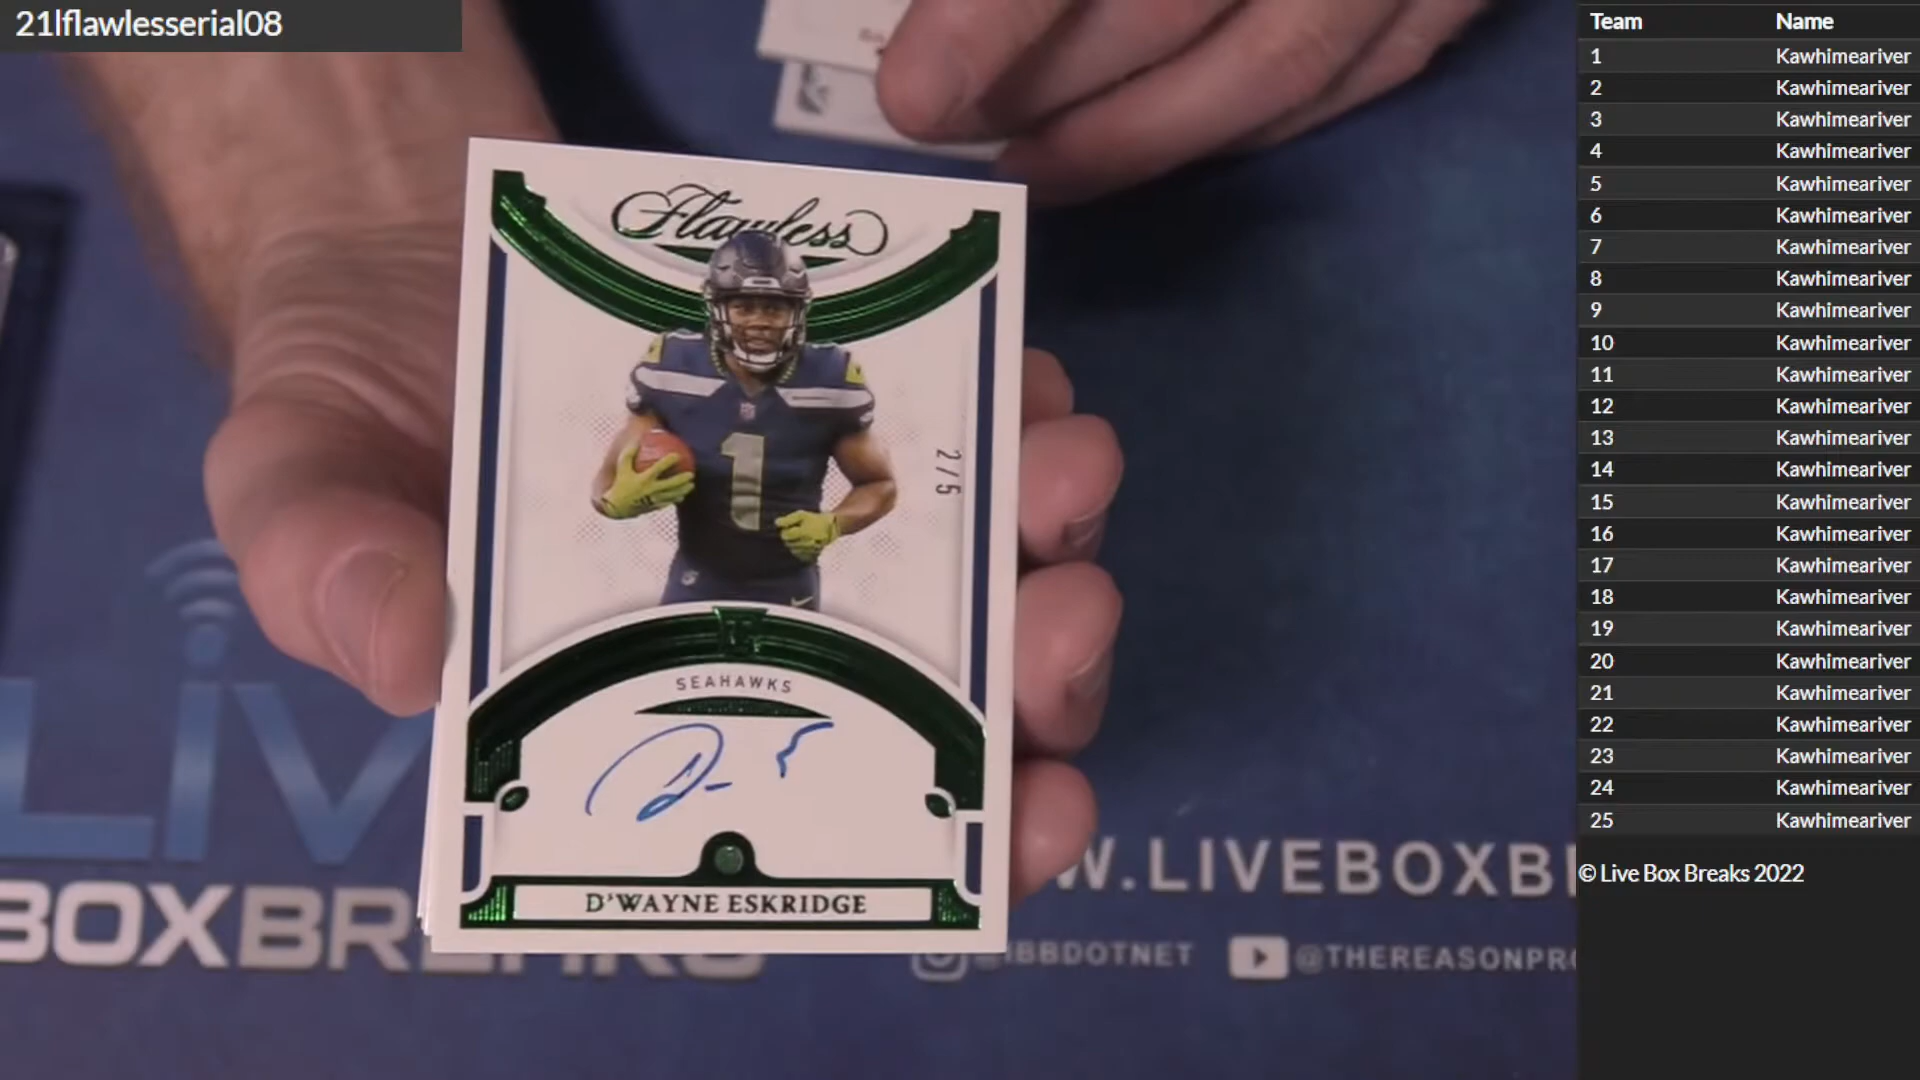 21lflawlesserial08
Flawless
2/5
SEAHAWKS
1
D'WAYNE ESKRIDGE
LIV
BOXBREAKS
W.LIVEBOXB
@THEREASONPR
Team Name
1 Kawhimeariver
2 Kawhimeariver
3 Kawhimeariver
4 Kawhimeariver
5 Kawhimeariver
6 Kawhimeariver
7 Kawhimeariver
8 Kawhimeariver
9 Kawhimeariver
10 Kawhimeariver
11 Kawhimeariver
12 Kawhimeariver
13 Kawhimeariver
14 Kawhimeariver
15 Kawhimeariver
16 Kawhimeariver
17 Kawhimeariver
18 Kawhimeariver
19 Kawhimeariver
20 Kawhimeariver
21 Kawhimeariver
22 Kawhimeariver
23 Kawhimeariver
24 Kawhimeariver
25 Kawhimeariver
© Live Box Breaks 2022